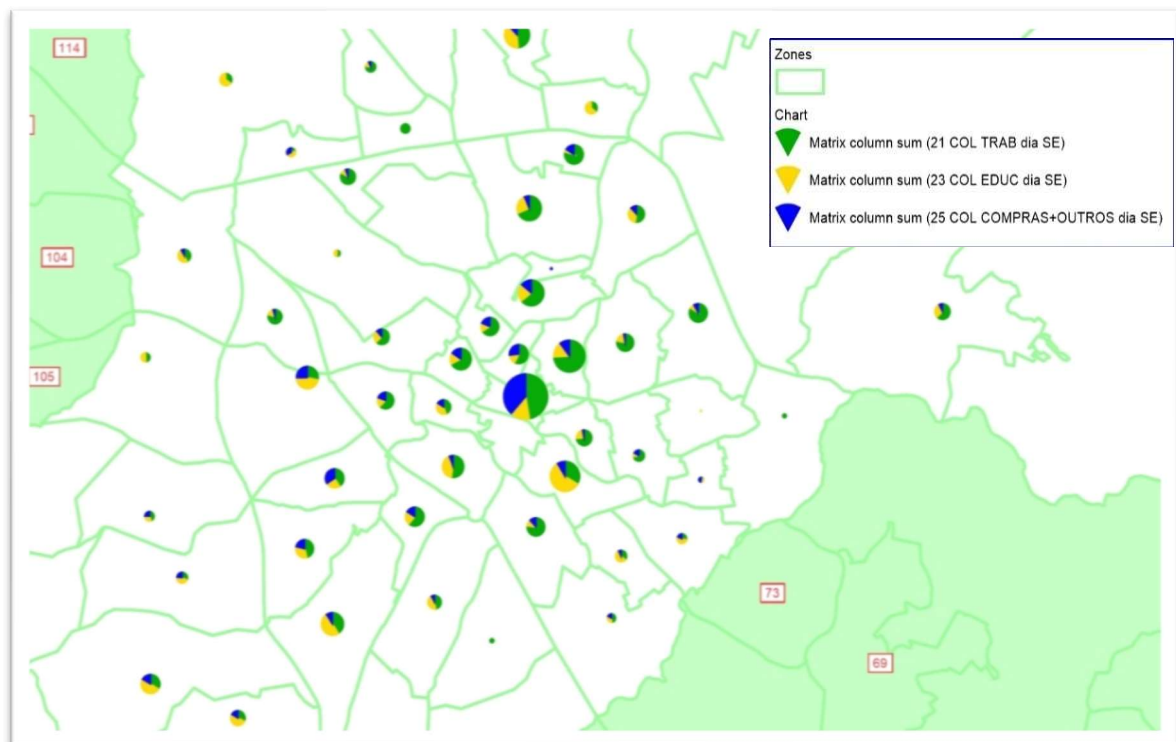 114
Zones
Chart
Matrix column sum (21 COL TRAB dia SE)
Matrix column sum (23 COL EDUC dia SE)
Matrix column sum (25 COL COMPRAS+OUTROS dia SE)
104
105
73
69